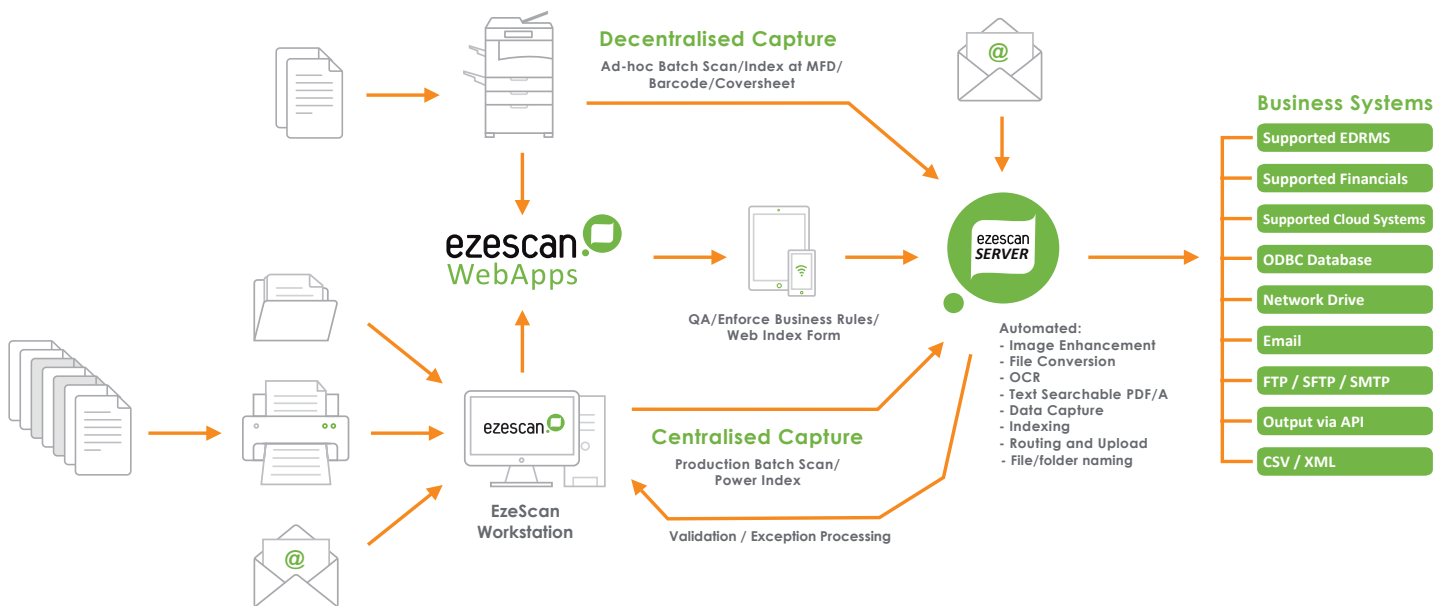 Decentralised Capture
Ad-hoc Batch Scan/Index at MFD/
Barcode/Coversheet
@
Business Systems
Supported EDRMS
Supported Financials
Supported Cloud Systems
ODBC Database
Network Drive
Email
FTP / SFTP / SMTP
Output via API
CSV / XML
ezescan
WebApps
ezescan
SERVER
QA/Enforce Business Rules/
Web Index Form
Automated:
- Image Enhancement
- File Conversion
- OCR
- Text Searchable PDF/A
- Data Capture
- Indexing
- Routing and Upload
- File/folder naming
ezescan
Centralised Capture
Production Batch Scan/
Power Index
EzeScan
Workstation
Validation / Exception Processing
@